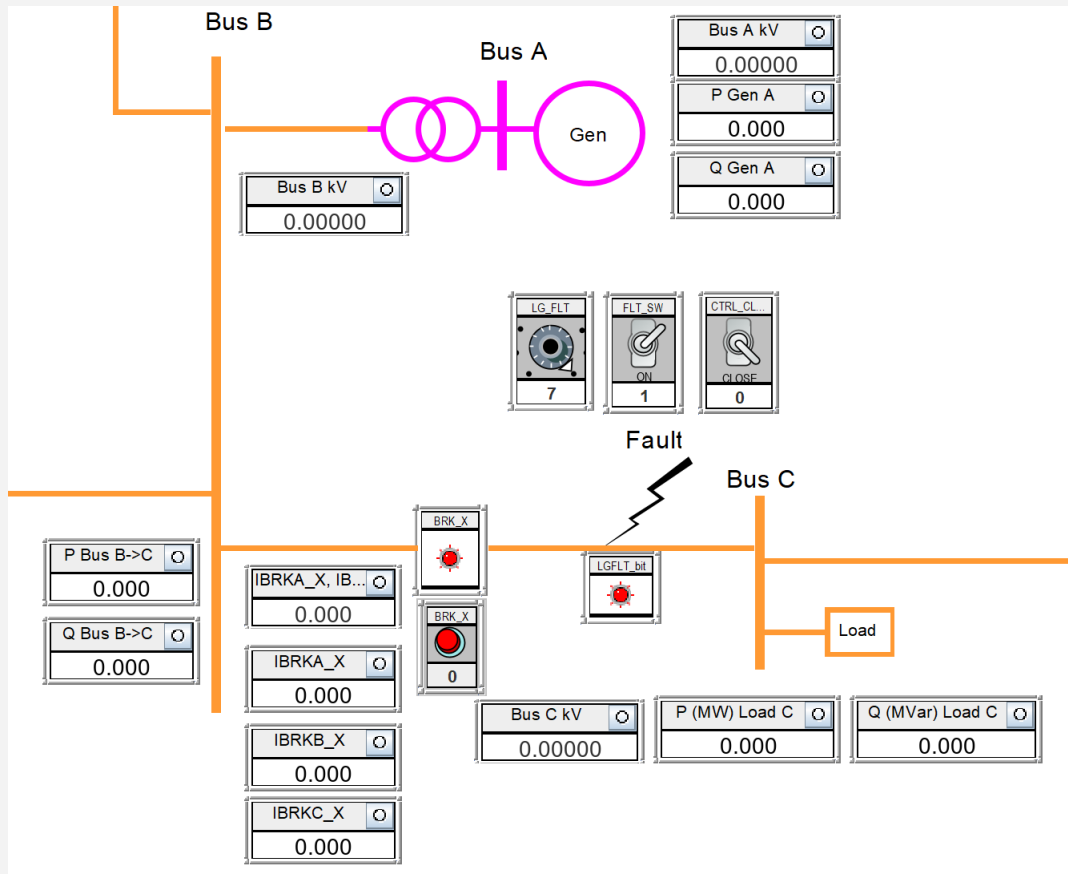 Bus B
Bus A
Bus A kV
0.00000
P Gen A
0.000
Q Gen A
0.000
Gen
Bus B kV
0.00000
LG_FLT
7
FLT_SW
ON
1
CTRL_CL...
CLOSE
0
Fault
Bus C
P Bus B->C
0.000
Q Bus B->C
0.000
BRK_X
BRK_X
0
LGFLT_bit
IBRKA_X, IB...
0.000
IBRKA_X
0.000
IBRKB_X
0.000
IBRKC_X
0.000
Load
Bus C kV
0.00000
P (MW) Load C
0.000
Q (MVar) Load C
0.000